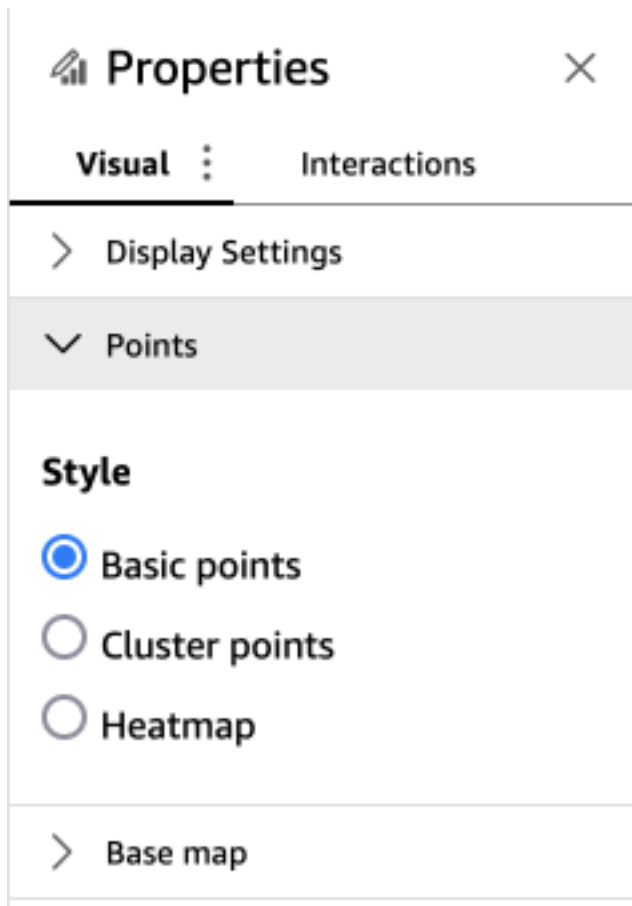 Properties
Visual Interactions
Display Settings
Points
Style
Basic points
Cluster points
Heatmap
Base map